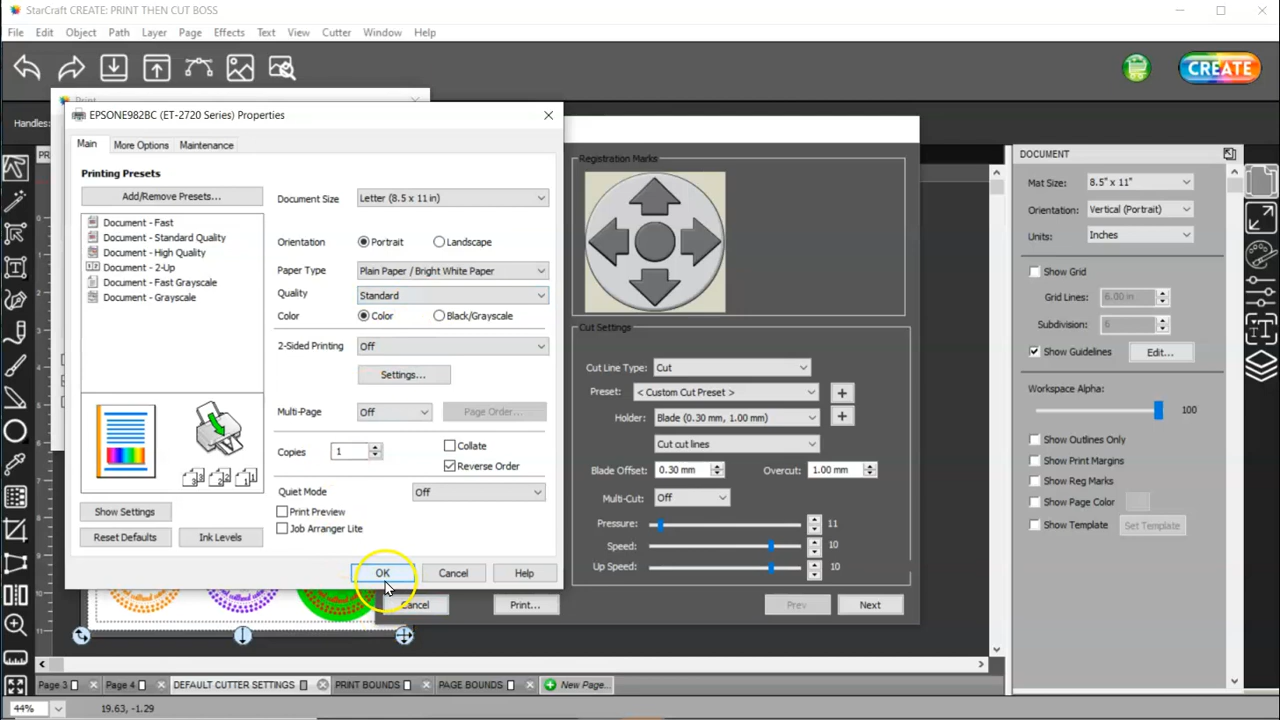 StarCraft CREATE: PRINT THEN CUT BOSS
File Edit Object Path Layer Page Effects Text View Cutter Window Help
CREATE
Print
Handles:
EPSONE982BC (ET-2720 Series) Properties
Main More Options Maintenance
Printing Presets
Add/Remove Presets...
Document - Fast
Document - Standard Quality
Document - High Quality
Document - 2-Up
Document - Fast Grayscale
Document - Grayscale
Show Settings
Reset Defaults Ink Levels
Document Size Letter (8.5 x 11 in)
Orientation Portrait Landscape
Paper Type Plain Paper / Bright White Paper
Quality Standard
Color Color Black/Grayscale
2-Sided Printing Off
Settings...
Multi-Page Off Page Order...
Copies 1 Collate
Reverse Order
Quiet Mode Off
Print Preview
Job Arranger Lite
OK Cancel Help
Registration Marks
Cut Settings
Cut Line Type: Cut
Preset: < Custom Cut Preset >
Holder: Blade (0.30 mm, 1.00 mm)
Cut cut lines
Blade Offset: 0.30 mm Overcut: 1.00 mm
Multi-Cut: Off
Pressure: 11
Speed: 10
Up Speed: 10
Cancel Print... Prev Next
DOCUMENT
Mat Size: 8.5" x 11"
Orientation: Vertical (Portrait)
Units: Inches
Show Grid
Grid Lines: 6.00 in
Subdivision: 6
Show Guidelines Edit...
Workspace Alpha: 100
Show Outlines Only
Show Print Margins
Show Reg Marks
Show Page Color
Show Template Set Template
Page 3 Page 4 DEFAULT CUTTER SETTINGS PRINT BOUNDS PAGE BOUNDS New Page...
44% 19.63, -1.29